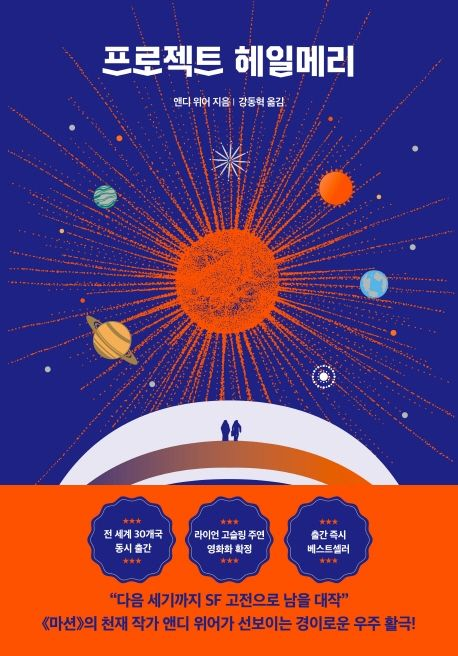 프로젝트 헤일메리
앤디 위어 지음 | 강동혁 옮김
★★★
전 세계 30개국
동시 출간
★★★
★★★
라이언 고슬링 주연
영화화 확정
★★★
★★★
출간 즉시
베스트셀러
★★★
“다음 세기까지 SF 고전으로 남을 대작”
《마션》의 천재 작가 앤디 위어가 선보이는 경이로운 우주 활극!